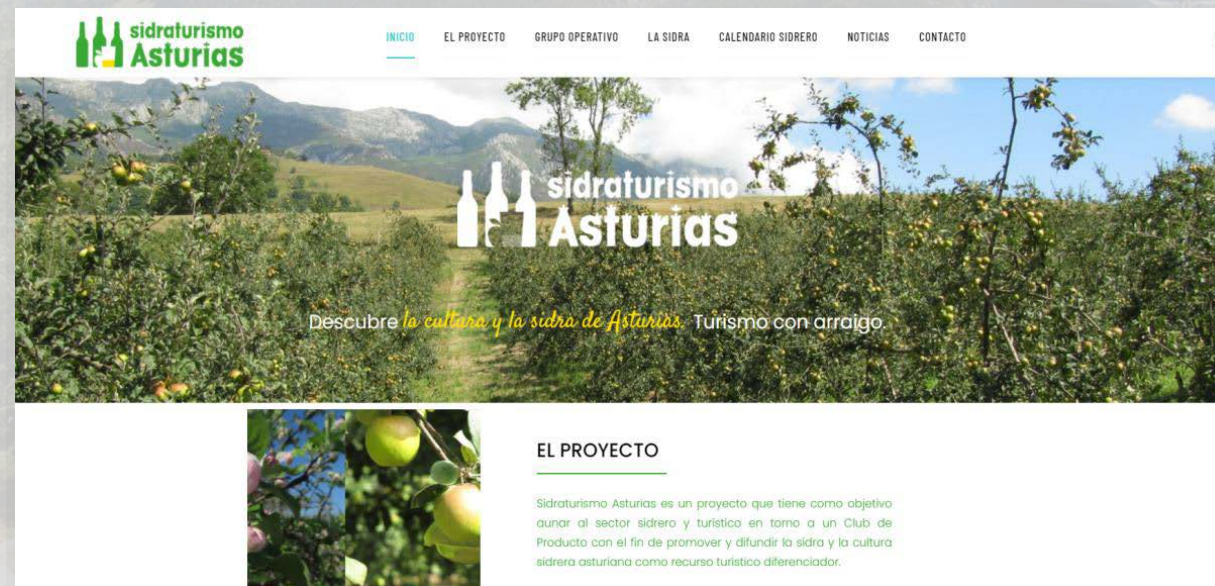 sidraturismo
Asturias
INICIO EL PROYECTO GRUPO OPERATIVO LA SIDRA CALENDARIO SIDRERO NOTICIAS CONTACTO
sidraturismo
Asturias
Descubre la cultura y la sidra de Asturias. Turismo con arraigo.
EL PROYECTO
Sidraturismo Asturias es un proyecto que tiene como objetivo
aunar al sector sidrero y turístico en torno a un Club de
Producto con el fin de promover y difundir la sidra y la cultura
sidrera asturiana como recurso turístico diferenciador.